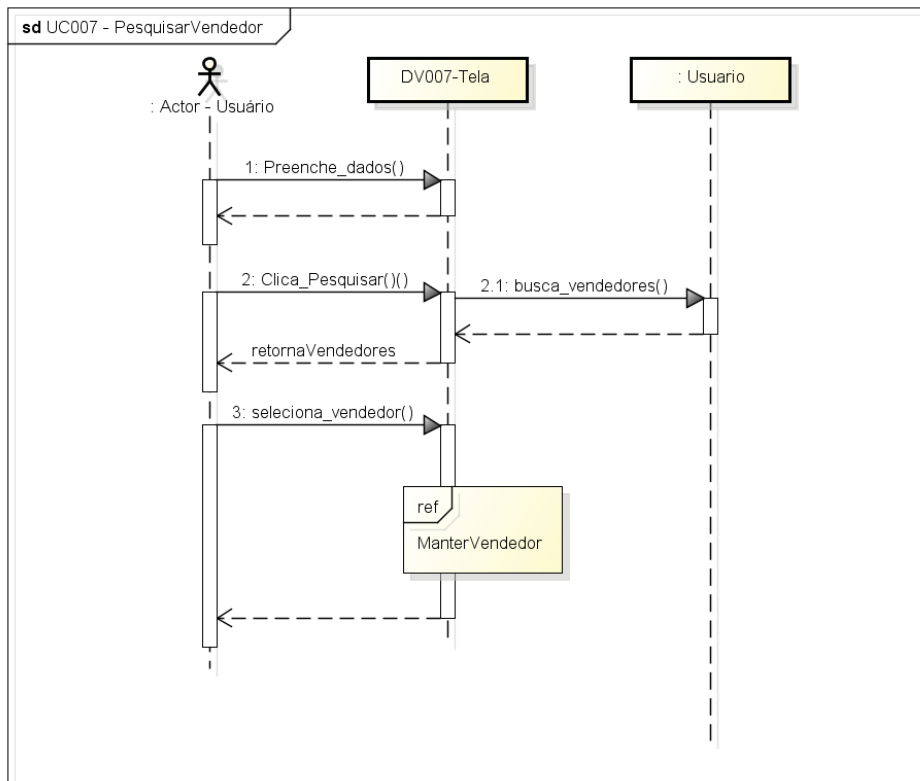 sd UC007 - PesquisarVendedor
: Actor - Usuário
DV007-Tela
: Usuario
1: Preenche_dados()
2: Clica_Pesquisar()()
2.1: busca_vendedores()
retornaVendedores
3: seleciona_vendedor()
ref
ManterVendedor